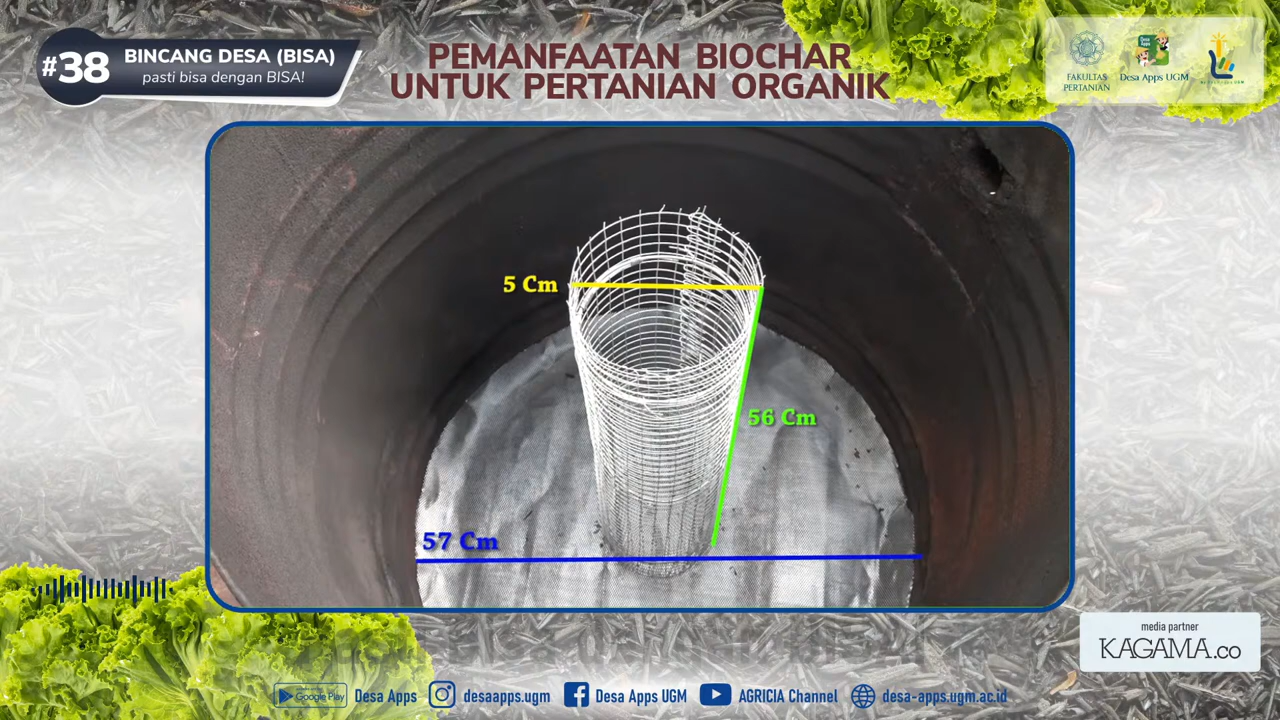 #38
BINCANG DESA (BISA)
pasti bisa dengan BISA!
PEMANFAATAN BIOCHAR
UNTUK PERTANIAN ORGANIK
FAKULTAS
PERTANIAN
Desa Apps UGM
5 Cm
56 Cm
57 Cm
media partner
KAGAMA.co
Google Play
Desa Apps
desaapps.ugm
Desa Apps UGM
AGRICIA Channel
desa-apps.ugm.ac.id